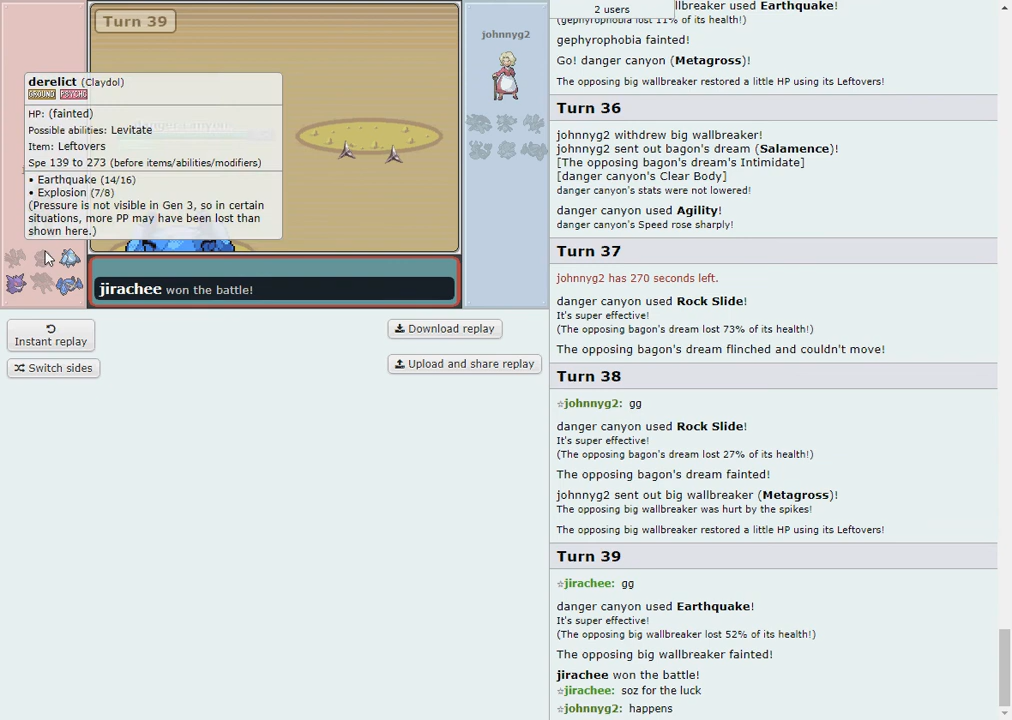 Turn 39
derelict (Claydol)
GROUND PSYCHC
HP: (fainted)
Possible abilities: Levitate
Item: Leftovers
Spe 139 to 273 (before items/abilities/modifiers)
• Earthquake (14/16)
• Explosion (7/8)
(Pressure is not visible in Gen 3, so in certain
situations, more PP may have been lost than
shown here.)
johnnyg2
jirachee won the battle!
Instant replay
Switch sides
Download replay
Upload and share replay
2 users
llbreaker used Earthquake!
(gephyrophobia lost 11% of its health!)
gephyrophobia fainted!
Go! danger canyon (Metagross)!
The opposing big wallbreaker restored a little HP using its Leftovers!
Turn 36
johnnyg2 withdrew big wallbreaker!
johnnyg2 sent out bagon's dream (Salamence)!
[The opposing bagon's dream's Intimidate]
[danger canyon's Clear Body]
danger canyon's stats were not lowered!
danger canyon used Agility!
danger canyon's Speed rose sharply!
Turn 37
johnnyg2 has 270 seconds left.
danger canyon used Rock Slide!
It's super effective!
(The opposing bagon's dream lost 73% of its health!)
The opposing bagon's dream flinched and couldn't move!
Turn 38
☆johnnyg2: gg
danger canyon used Rock Slide!
It's super effective!
(The opposing bagon's dream lost 27% of its health!)
The opposing bagon's dream fainted!
johnnyg2 sent out big wallbreaker (Metagross)!
The opposing big wallbreaker was hurt by the spikes!
The opposing big wallbreaker restored a little HP using its Leftovers!
Turn 39
☆jirachee: gg
danger canyon used Earthquake!
It's super effective!
(The opposing big wallbreaker lost 52% of its health!)
The opposing big wallbreaker fainted!
jirachee won the battle!
☆jirachee: soz for the luck
☆johnnyg2: happens